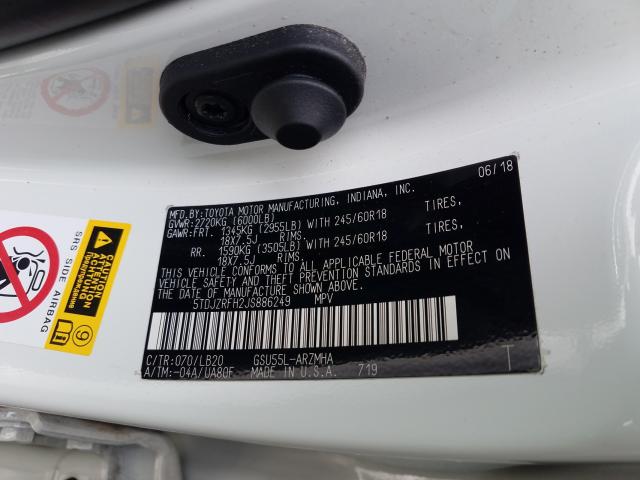 06/18
MFD.BY:TOYOTA MOTOR MANUFACTURING, INDIANA, INC.
GVWR:2720KG (6000LB)
GAWR:FRT. 1345KG (2955LB) WITH 245/60R18 TIRES,
18X7.5J RIMS.
RR. 1590KG (3505LB) WITH 245/60R18 TIRES,
18X7.5J RIMS.
THIS VEHICLE CONFORMS TO ALL APPLICABLE FEDERAL MOTOR
VEHICLE SAFETY AND THEFT PREVENTION STANDARDS IN EFFECT ON
THE DATE OF MANUFACTURE SHOWN ABOVE.
5TDJZRFH2JS886249 MPV
C/TR:070/LB20 GSU55L-ARZMHA
A/TM:-04A/UA80F MADE IN U.S.A. 719 T
SRS SIDE AIRBAG
CAUTION
ATTENTION
ACHTUNG
9